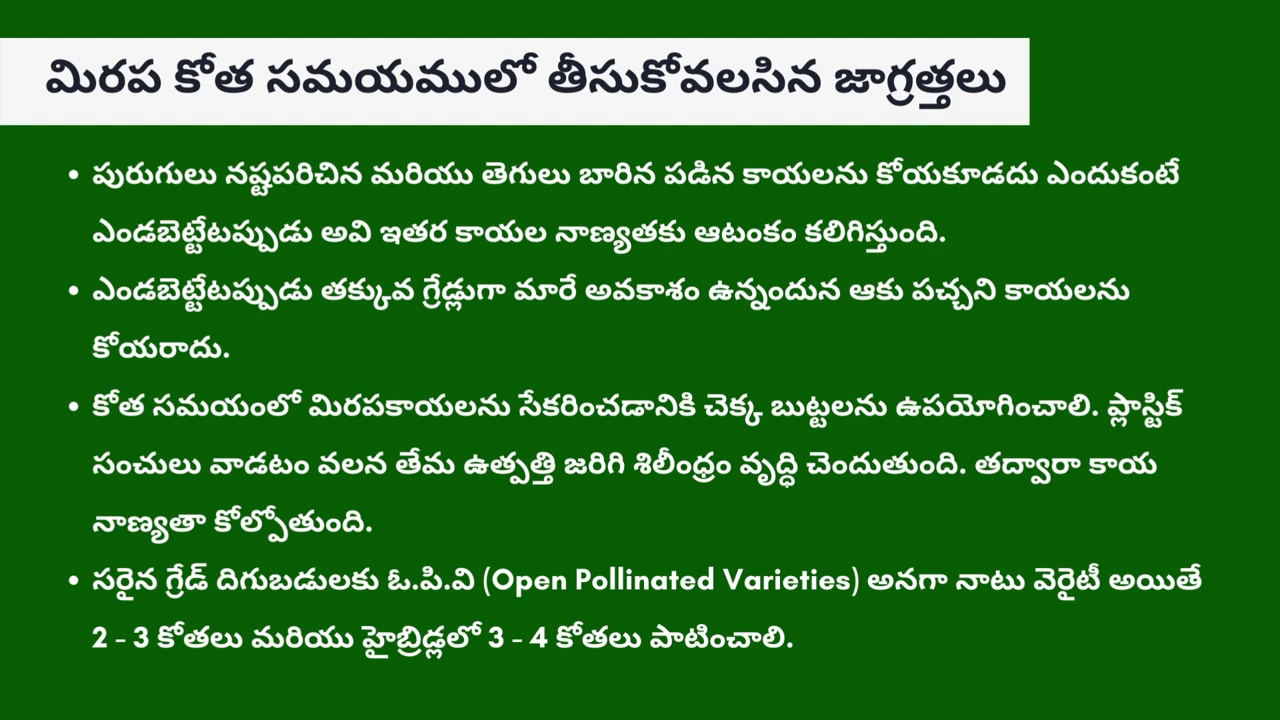 మిరప కోత సమయములో తీసుకోవలసిన జాగ్రత్తలు
• పురుగులు నష్టపరిచిన మరియు తెగులు బారిన పడిన కాయలను కోయకూడదు ఎందుకంటే
ఎండబెట్టేటప్పుడు అవి ఇతర కాయల నాణ్యతకు ఆటంకం కలిగిస్తుంది.
• ఎండబెట్టేటప్పుడు తక్కువ గ్రేడ్లుగా మారే అవకాశం ఉన్నందున ఆకు పచ్చని కాయలను
కోయరాదు.
• కోత సమయంలో మిరపకాయలను సేకరించడానికి చెక్క బుట్టలను ఉపయోగించాలి. ప్లాస్టిక్
సంచులు వాడటం వలన తేమ ఉత్పత్తి జరిగి శిలీంధ్రం వృద్ధి చెందుతుంది. తద్వారా కాయ
నాణ్యతా కోల్పోతుంది.
• సరైన గ్రేడ్ దిగుబడులకు ఓ.పి.వి (Open Pollinated Varieties) అనగా నాటు వెరైటీ అయితే
2 - 3 కోతలు మరియు హైబ్రిడ్లలో 3 - 4 కోతలు పాటించాలి.